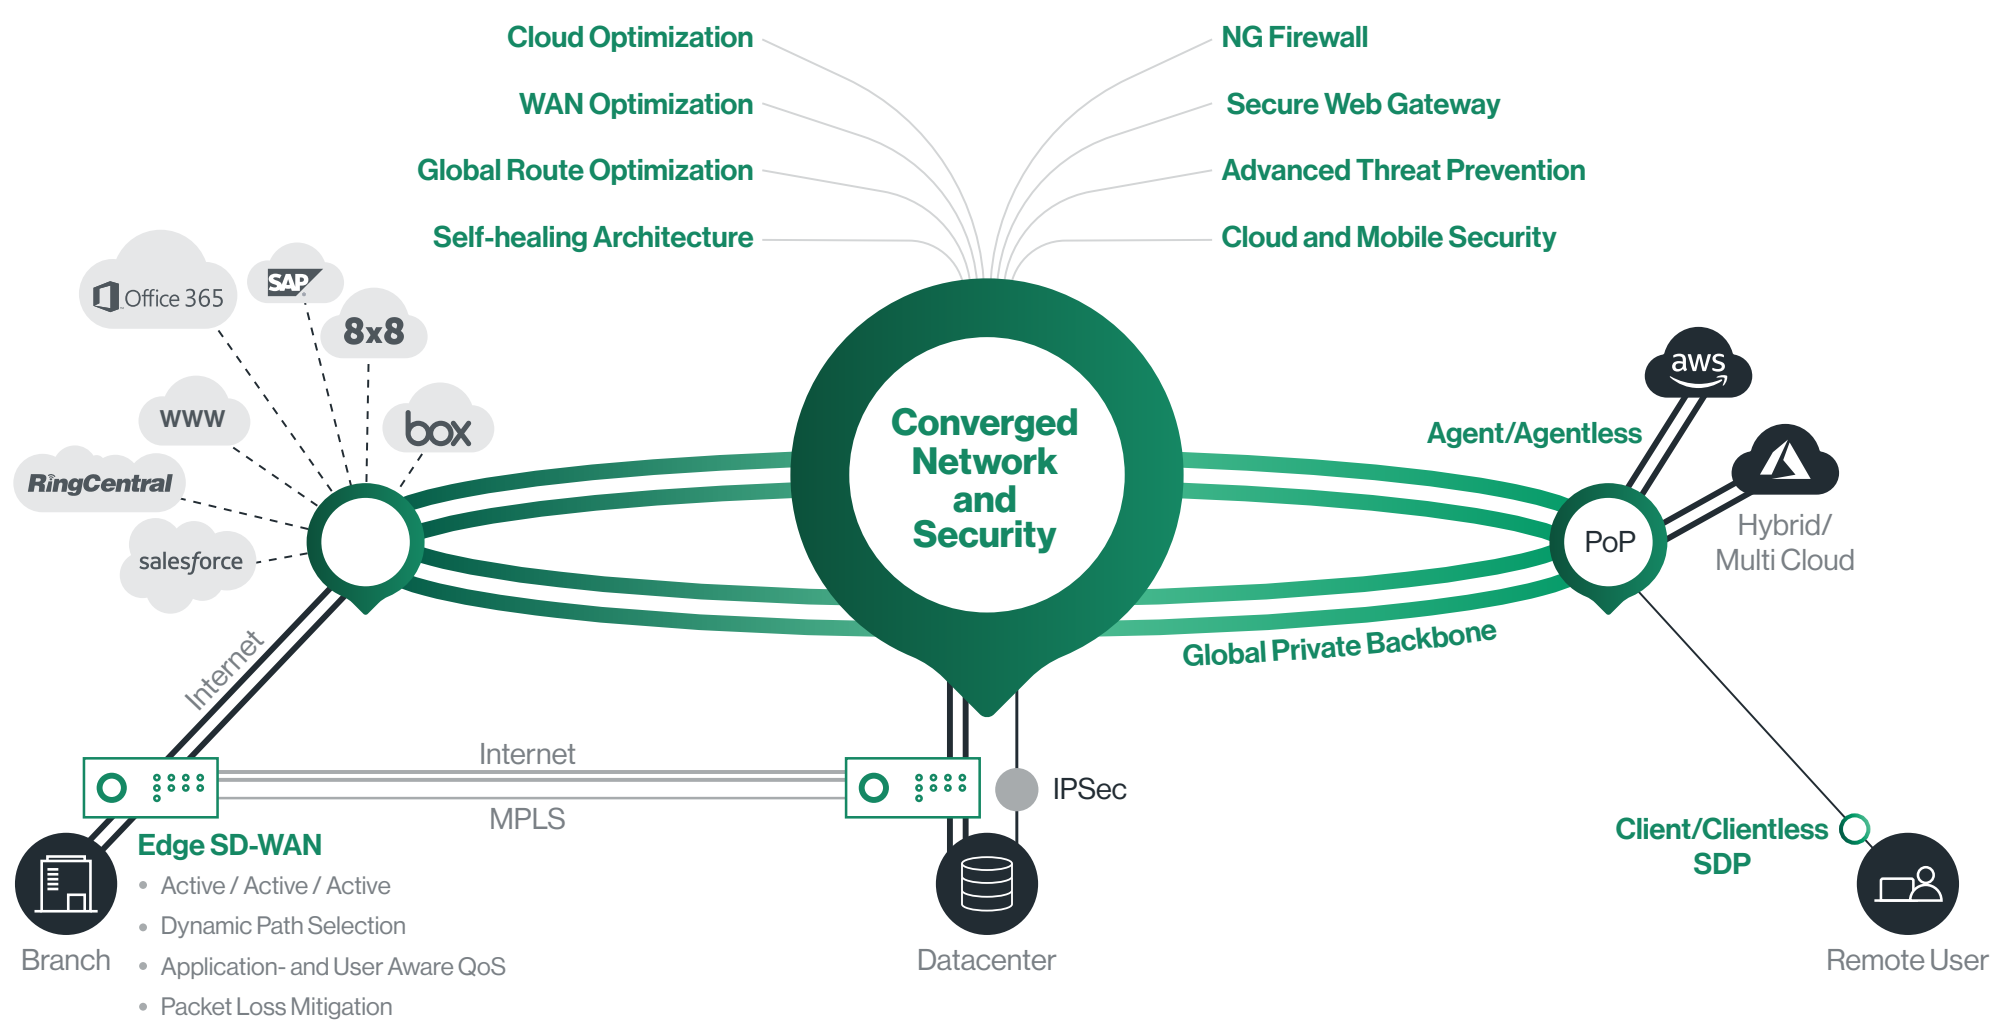 Cloud Optimization
WAN Optimization
Global Route Optimization
Self-healing Architecture
NG Firewall
Secure Web Gateway
Advanced Threat Prevention
Cloud and Mobile Security
Office 365
SAP
8x8
www
box
RingCentral
salesforce
Converged
Network
and
Security
Agent/Agentless
aws
PoP
Hybrid/
Multi Cloud
Global Private Backbone
Internet
Internet
MPLS
IPSec
Edge SD-WAN
• Active / Active / Active
• Dynamic Path Selection
• Application- and User Aware QoS
• Packet Loss Mitigation
Branch
Datacenter
Client/Clientless
SDP
Remote User